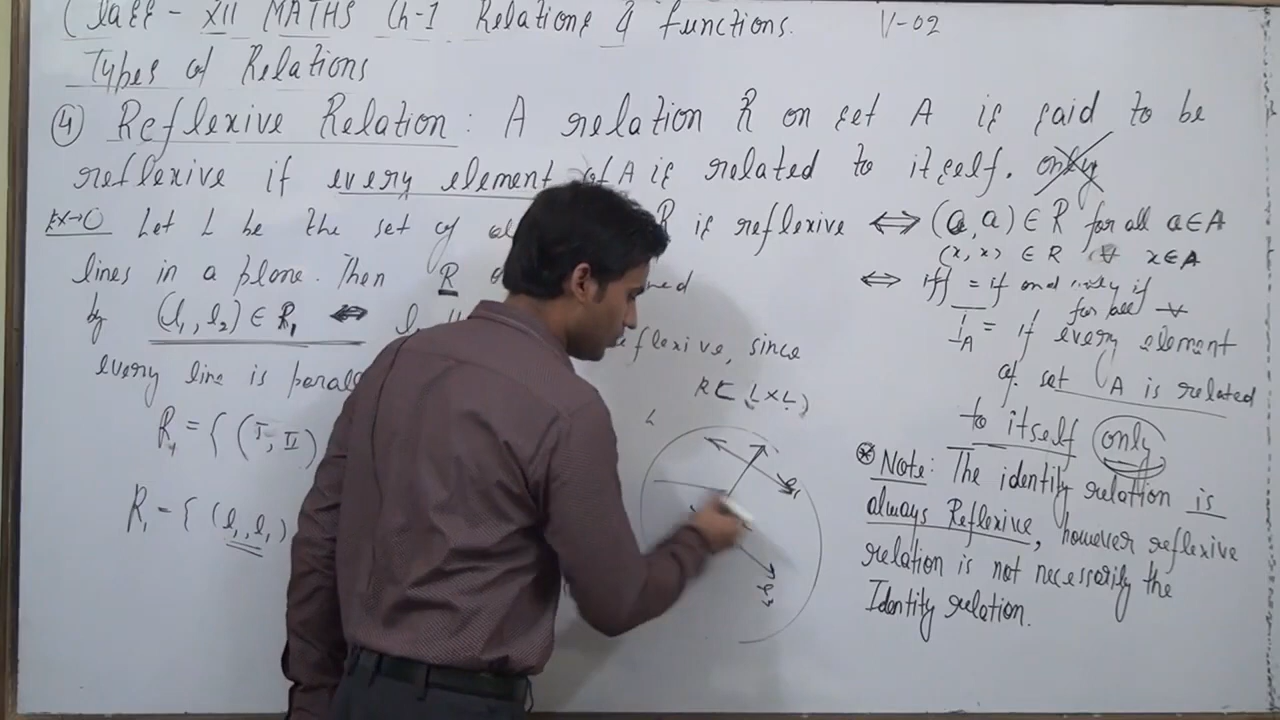 Class - XII MATHS Ch-1 Relations & functions. V-02
Types of Relations
④ Reflexive Relation : A relation R on set A is said to be
reflexive if every element of A is related to itself. only
Ex→① Let L be the set of
lines in a plane. Then R
by (l₁, l₂) ∈ R₁ ⇔
every line is
R₁ = { (I, II)
R₁ = { (l₁, l₁)
R is reflexive ⇔ (a, a) ∈ R for all a∈A
(x, x) ∈ R ∀ x∈A
⇔ iff = if and only if
for all → ∀
I_A = if every element
of set A is related
to itself only
reflexive, since
R ⊂ L×L)
L
l₁
l₃
⊛ Note: The identity relation is
always Reflexive, however reflexive
relation is not necessarily the
Identity relation.